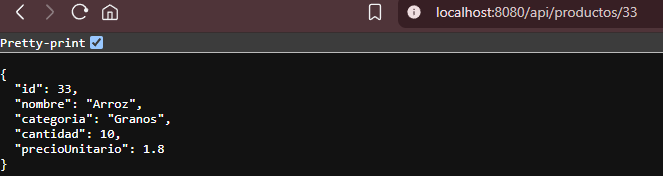 localhost:8080/api/productos/33
Pretty-print
{
  "id": 33,
  "nombre": "Arroz",
  "categoria": "Granos",
  "cantidad": 10,
  "precioUnitario": 1.8
}